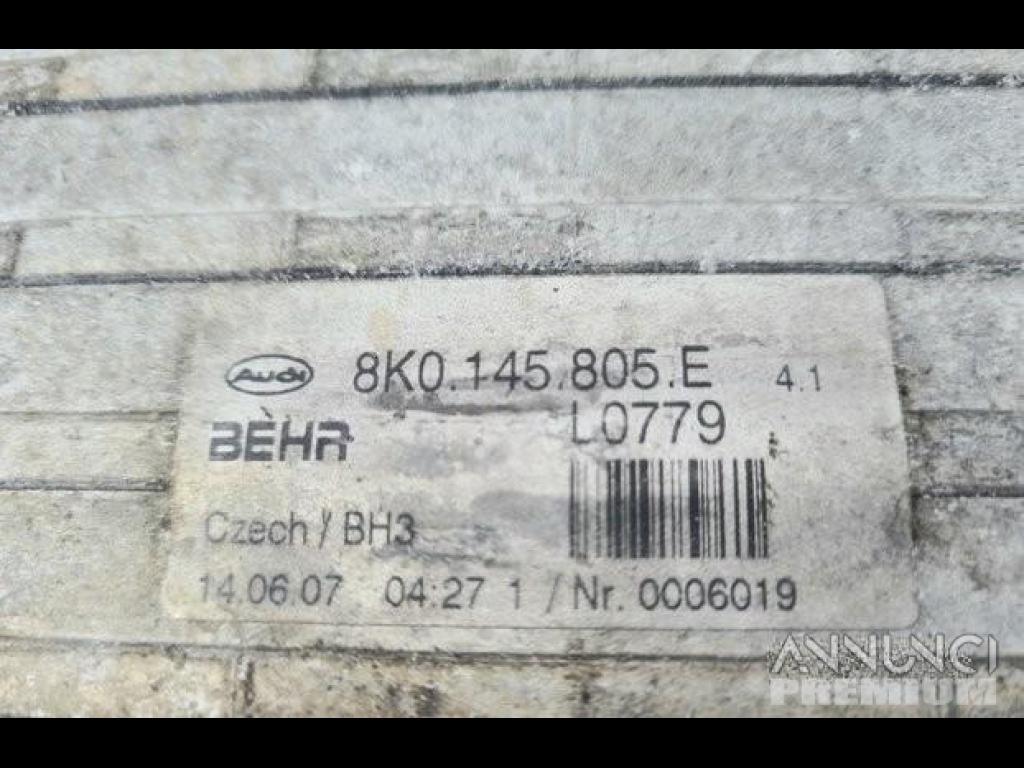 Audi 8K0.145.805.E 4.1
BEHR L0779
Czech / BH3
14.06.07 04:27 1 / Nr. 0006019
ANNUNCI
PREMIUM